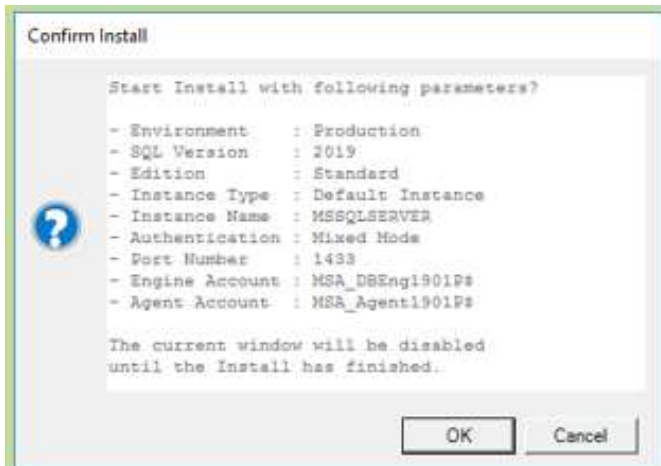 Confirm Install
Start Install with following parameters?
- Environment : Production
- SQL Version : 2019
- Edition : Standard
- Instance Type : Default Instance
- Instance Name : MSSQLSERVER
- Authentication : Mixed Mode
- Port Number : 1433
- Engine Account : MSA_DBEng1901P$
- Agent Account : MSA_Agent1901P$
The current window will be disabled
until the Install has finished.
OK Cancel